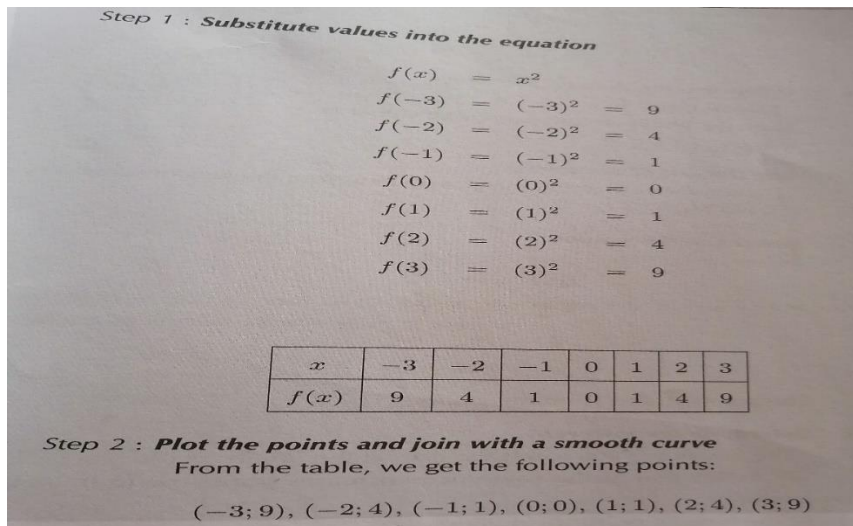 Step 1 : Substitute values into the equation
f(x) = x²
f(−3) = (−3)² = 9
f(−2) = (−2)² = 4
f(−1) = (−1)² = 1
f(0) = (0)² = 0
f(1) = (1)² = 1
f(2) = (2)² = 4
f(3) = (3)² = 9
x −3 −2 −1 0 1 2 3
f(x) 9 4 1 0 1 4 9
Step 2 : Plot the points and join with a smooth curve
From the table, we get the following points:
(−3; 9), (−2; 4), (−1; 1), (0; 0), (1; 1), (2; 4), (3; 9)